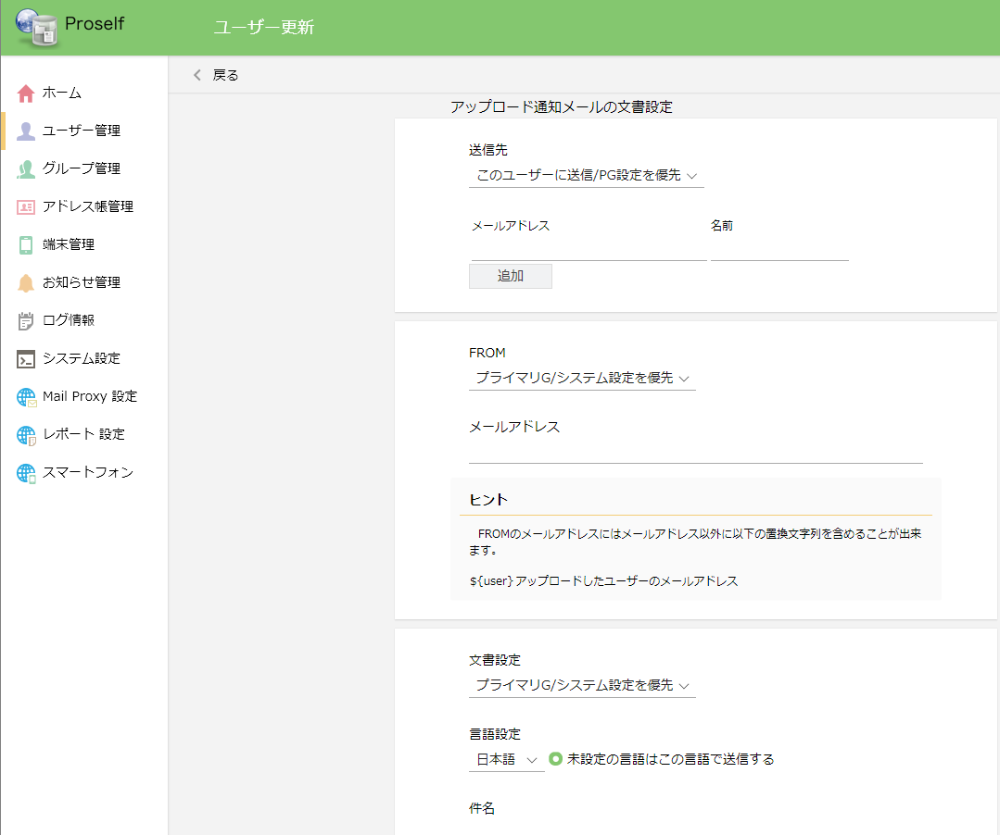 Proself
ユーザー更新
戻る
ホーム
ユーザー管理
グループ管理
アドレス帳管理
端末管理
お知らせ管理
ログ情報
システム設定
Mail Proxy 設定
レポート 設定
スマートフォン
アップロード通知メールの文書設定
送信先
このユーザーに送信/PG設定を優先
メールアドレス 名前
追加
FROM
プライマリG/システム設定を優先
メールアドレス
ヒント
FROMのメールアドレスにはメールアドレス以外に以下の置換文字列を含めることが出来
ます。
${user}アップロードしたユーザーのメールアドレス
文書設定
プライマリG/システム設定を優先
言語設定
日本語 未設定の言語はこの言語で送信する
件名